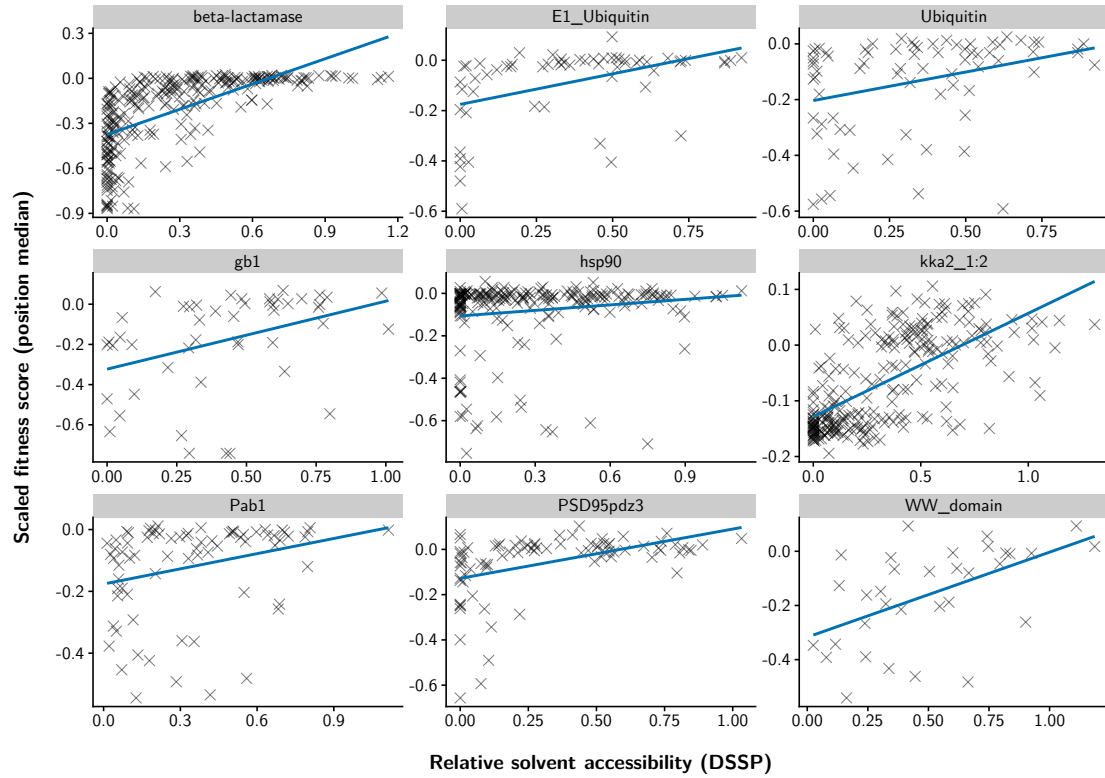 beta-lactamase E1_Ubiquitin Ubiquitin
0.3 0.0 -0.3 -0.6 -0.9
0.0 0.3 0.6 0.9 1.2
0.0 -0.2 -0.4 -0.6
0.00 0.25 0.50 0.75
0.0 -0.2 -0.4 -0.6
0.00 0.25 0.50 0.75
Scaled fitness score (position median)
gb1 hsp90 kka2_1:2
0.0 -0.2 -0.4 -0.6
0.00 0.25 0.50 0.75 1.00
0.0 -0.2 -0.4 -0.6
0.0 0.3 0.6 0.9
0.1 0.0 -0.1 -0.2
0.0 0.5 1.0
Pab1 PSD95pdz3 WW_domain
0.0 -0.2 -0.4
0.0 0.3 0.6 0.9
0.0 -0.2 -0.4 -0.6
0.00 0.25 0.50 0.75 1.00
0.0 -0.2 -0.4
0.00 0.25 0.50 0.75 1.00
Relative solvent accessibility (DSSP)